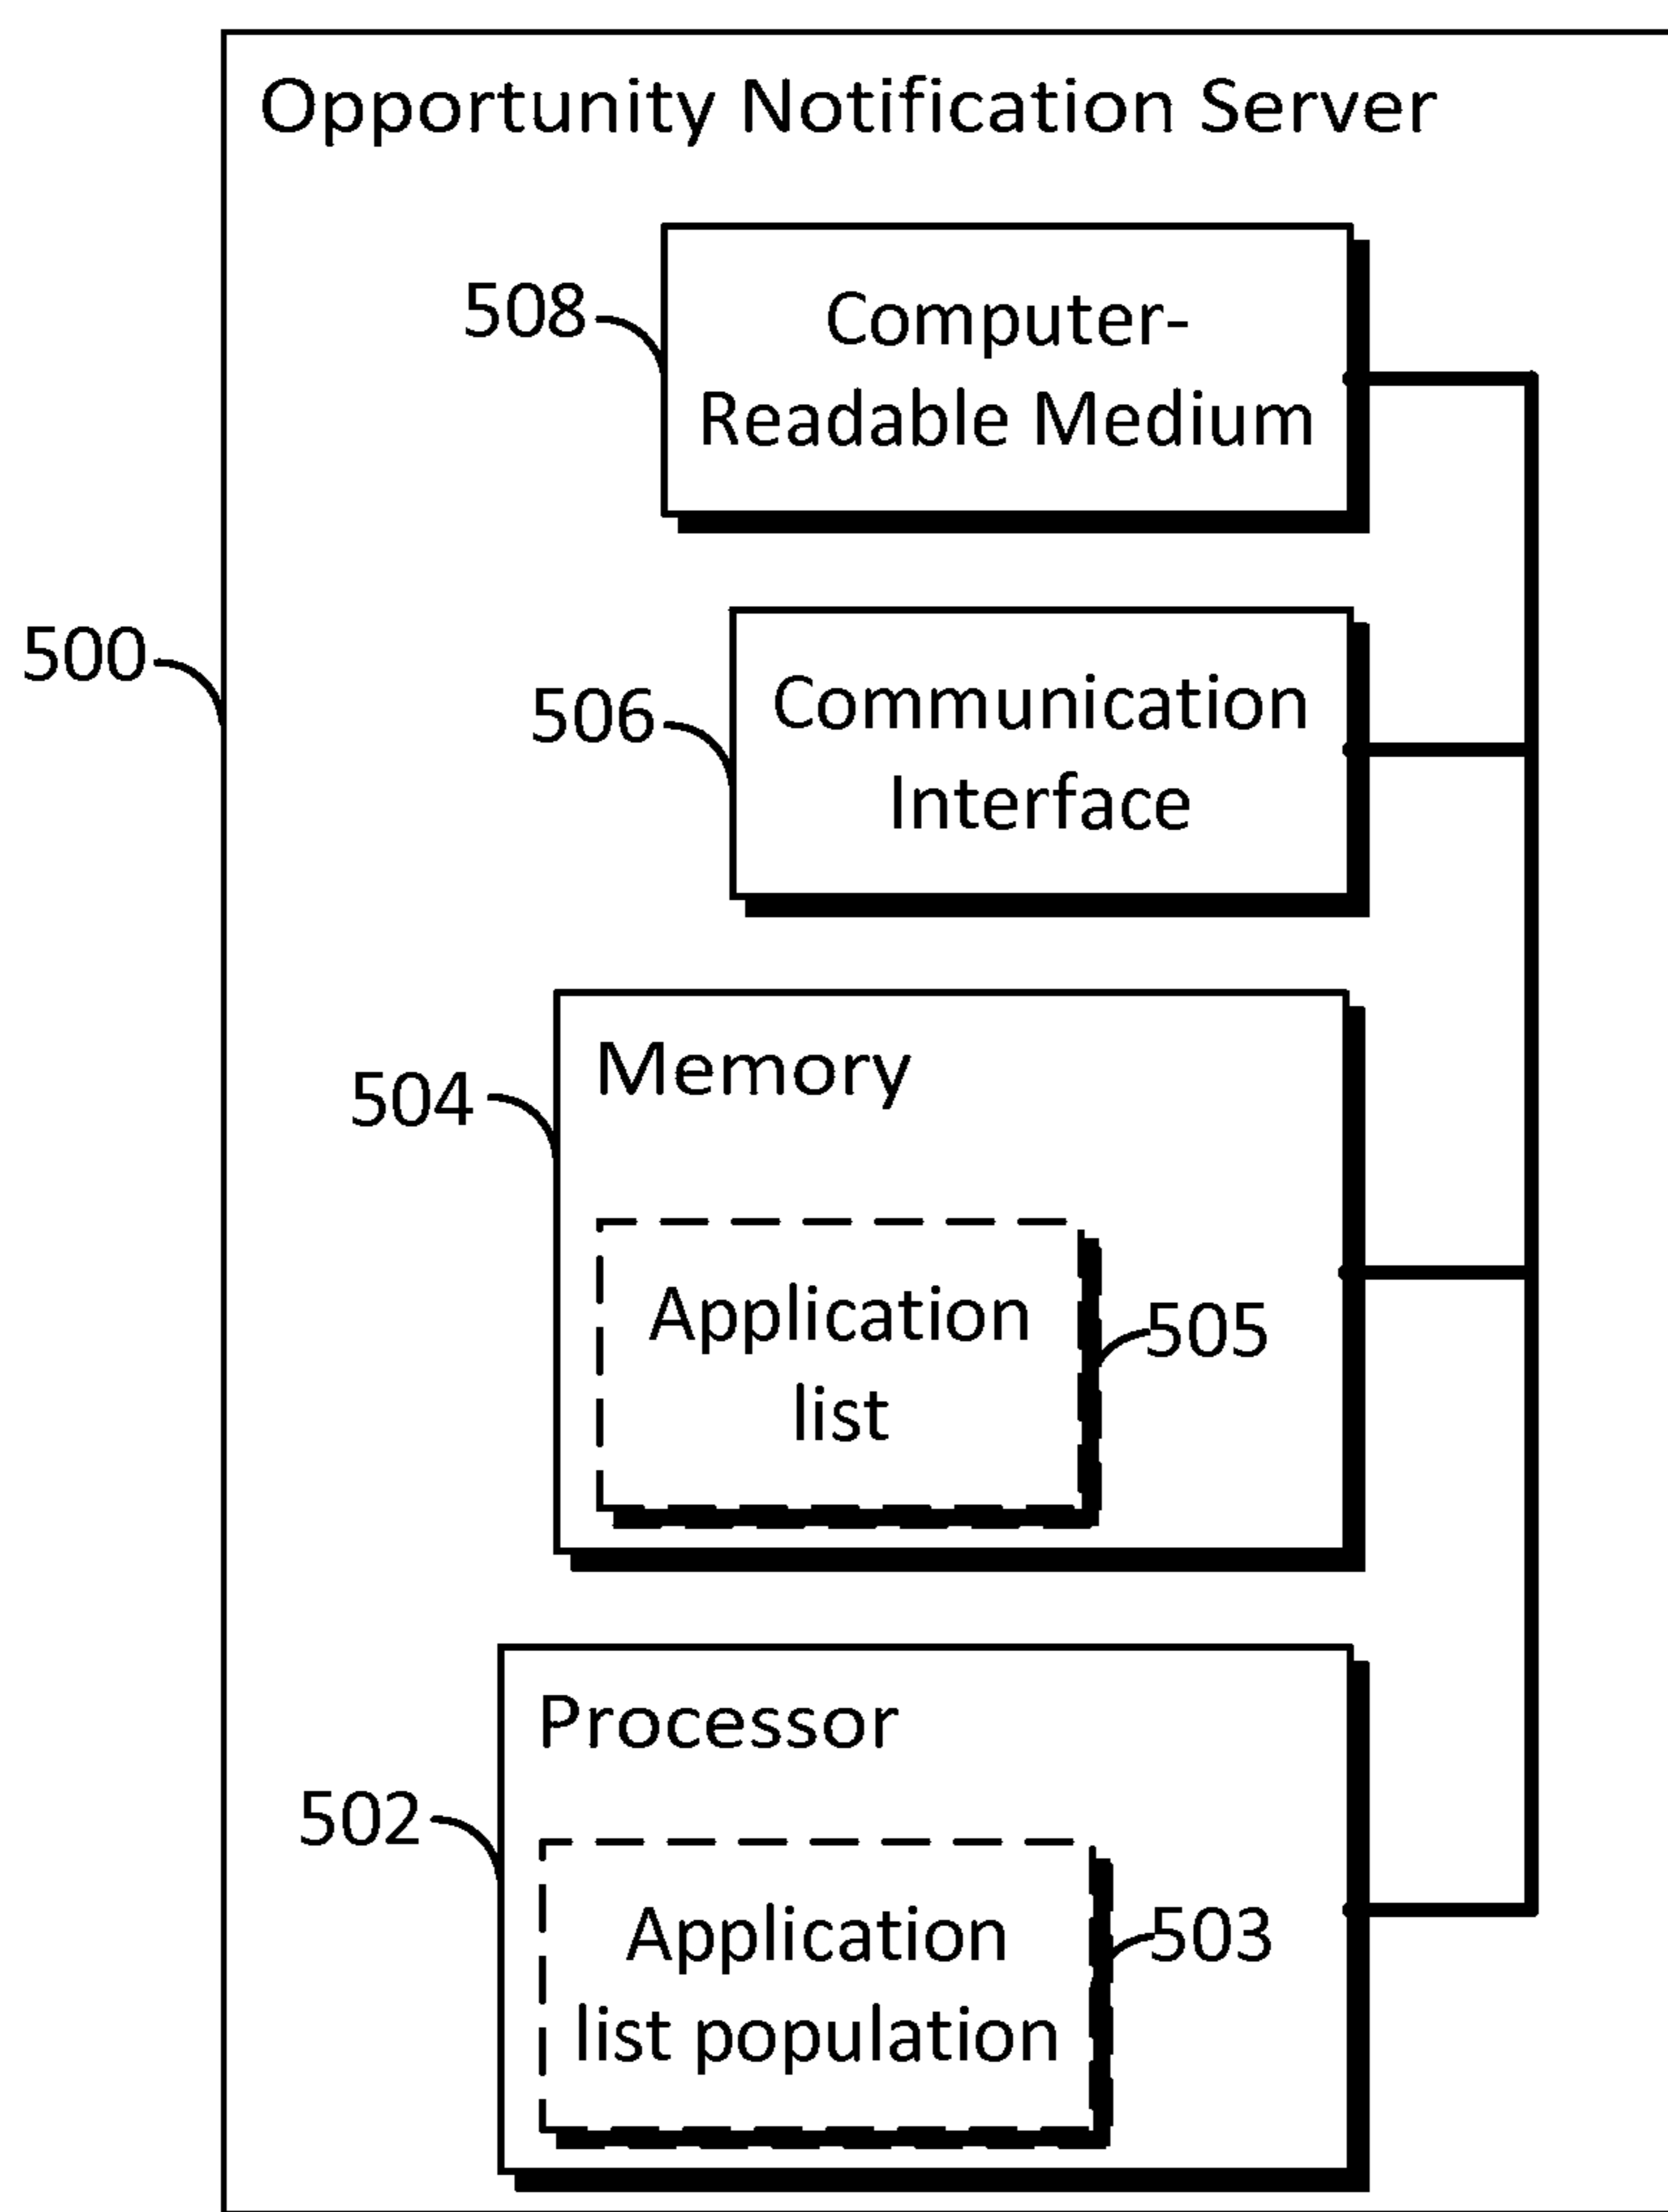 Opportunity Notification Server
508
Computer-
Readable Medium
500
506
Communication
Interface
504
Memory
Application
list
505
Processor
502
Application
list population
503